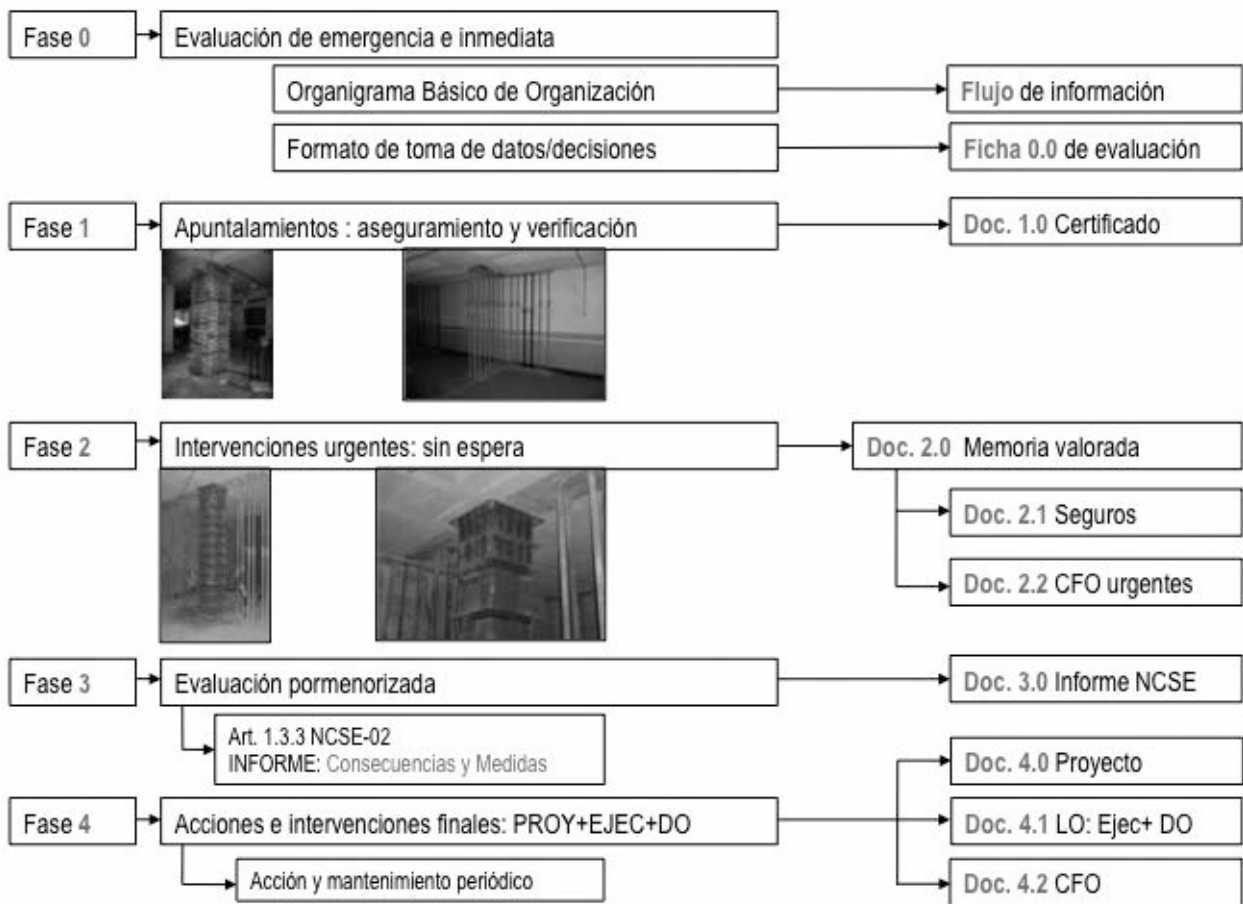 Fase 0
Evaluación de emergencia e inmediata
Organigrama Básico de Organización
Flujo de información
Formato de toma de datos/decisiones
Ficha 0.0 de evaluación
Fase 1
Apuntalamientos : aseguramiento y verificación
Doc. 1.0 Certificado
Fase 2
Intervenciones urgentes: sin espera
Doc. 2.0 Memoria valorada
Doc. 2.1 Seguros
Doc. 2.2 CFO urgentes
Fase 3
Evaluación pormenorizada
Doc. 3.0 Informe NCSE
Art. 1.3.3 NCSE-02
INFORME: Consecuencias y Medidas
Doc. 4.0 Proyecto
Fase 4
Acciones e intervenciones finales: PROY+EJEC+DO
Doc. 4.1 LO: Ejec+ DO
Acción y mantenimiento periódico
Doc. 4.2 CFO